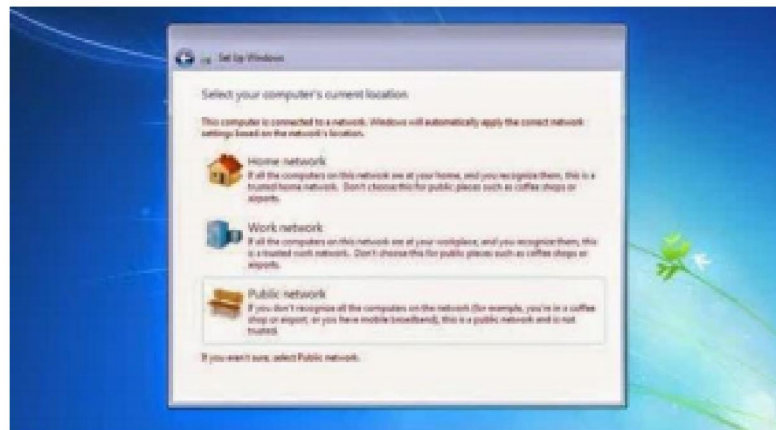 Set Up Windows
Select your computer's current location
This computer is connected to a network. Windows will automatically apply the correct network
settings based on the network's location.
Home network
If all the computers on this network are at your home, and you recognize them, this is a
trusted home network. Don't choose this for public places such as coffee shops or
airports.
Work network
If all the computers on this network are at your workplace, and you recognize them, this
is a trusted work network. Don't choose this for public places such as coffee shops or
airports.
Public network
If you don't recognize all the computers on the network (for example, you're in a coffee
shop or airport, or you have mobile broadband), this is a public network and is not
trusted.
If you aren't sure, select Public network.